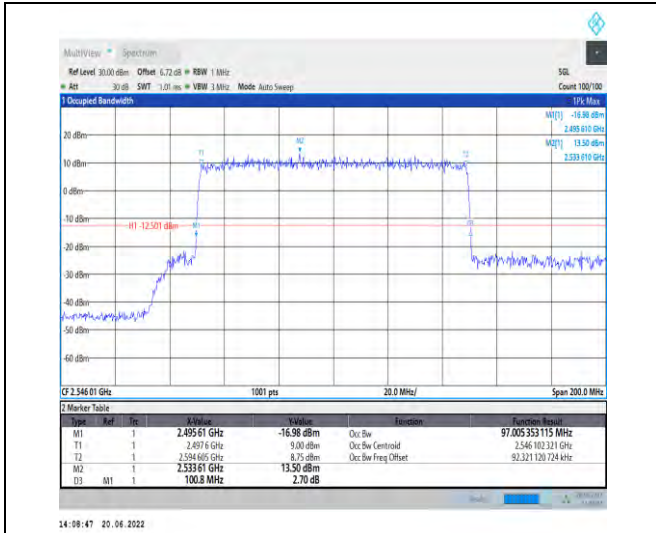 MultiView Spectrum
Ref Level 30.00 dBm Offset 6.72 dB RBW 1 MHz SGL
Att 30 dB SWT 1.01 ms VBW 3 MHz Mode Auto Sweep Count 100/100
1 Occupied Bandwidth 1Pk Max
M1[1] -16.98 dBm
2.495 610 GHz
M2[1] 13.50 dBm
2.533 610 GHz
20 dBm
T1 M2 T2
10 dBm
0 dBm
-10 dBm
H1 -12.501 dBm M1 D3
-20 dBm
-30 dBm
-40 dBm
-50 dBm
-60 dBm
CF 2.546 01 GHz 1001 pts 20.0 MHz/ Span 200.0 MHz
2 Marker Table
Type Ref Trc X-Value Y-Value Function Function Result
M1 1 2.495 61 GHz -16.98 dBm Occ Bw 97.005 353 115 MHz
T1 1 2.497 6 GHz 9.00 dBm Occ Bw Centroid 2.546 102 321 GHz
T2 1 2.594 605 GHz 8.75 dBm Occ Bw Freq Offset 92.321 120 724 kHz
M2 1 2.533 61 GHz 13.50 dBm
D3 M1 1 100.8 MHz 2.70 dB
14:08:47 20.06.2022